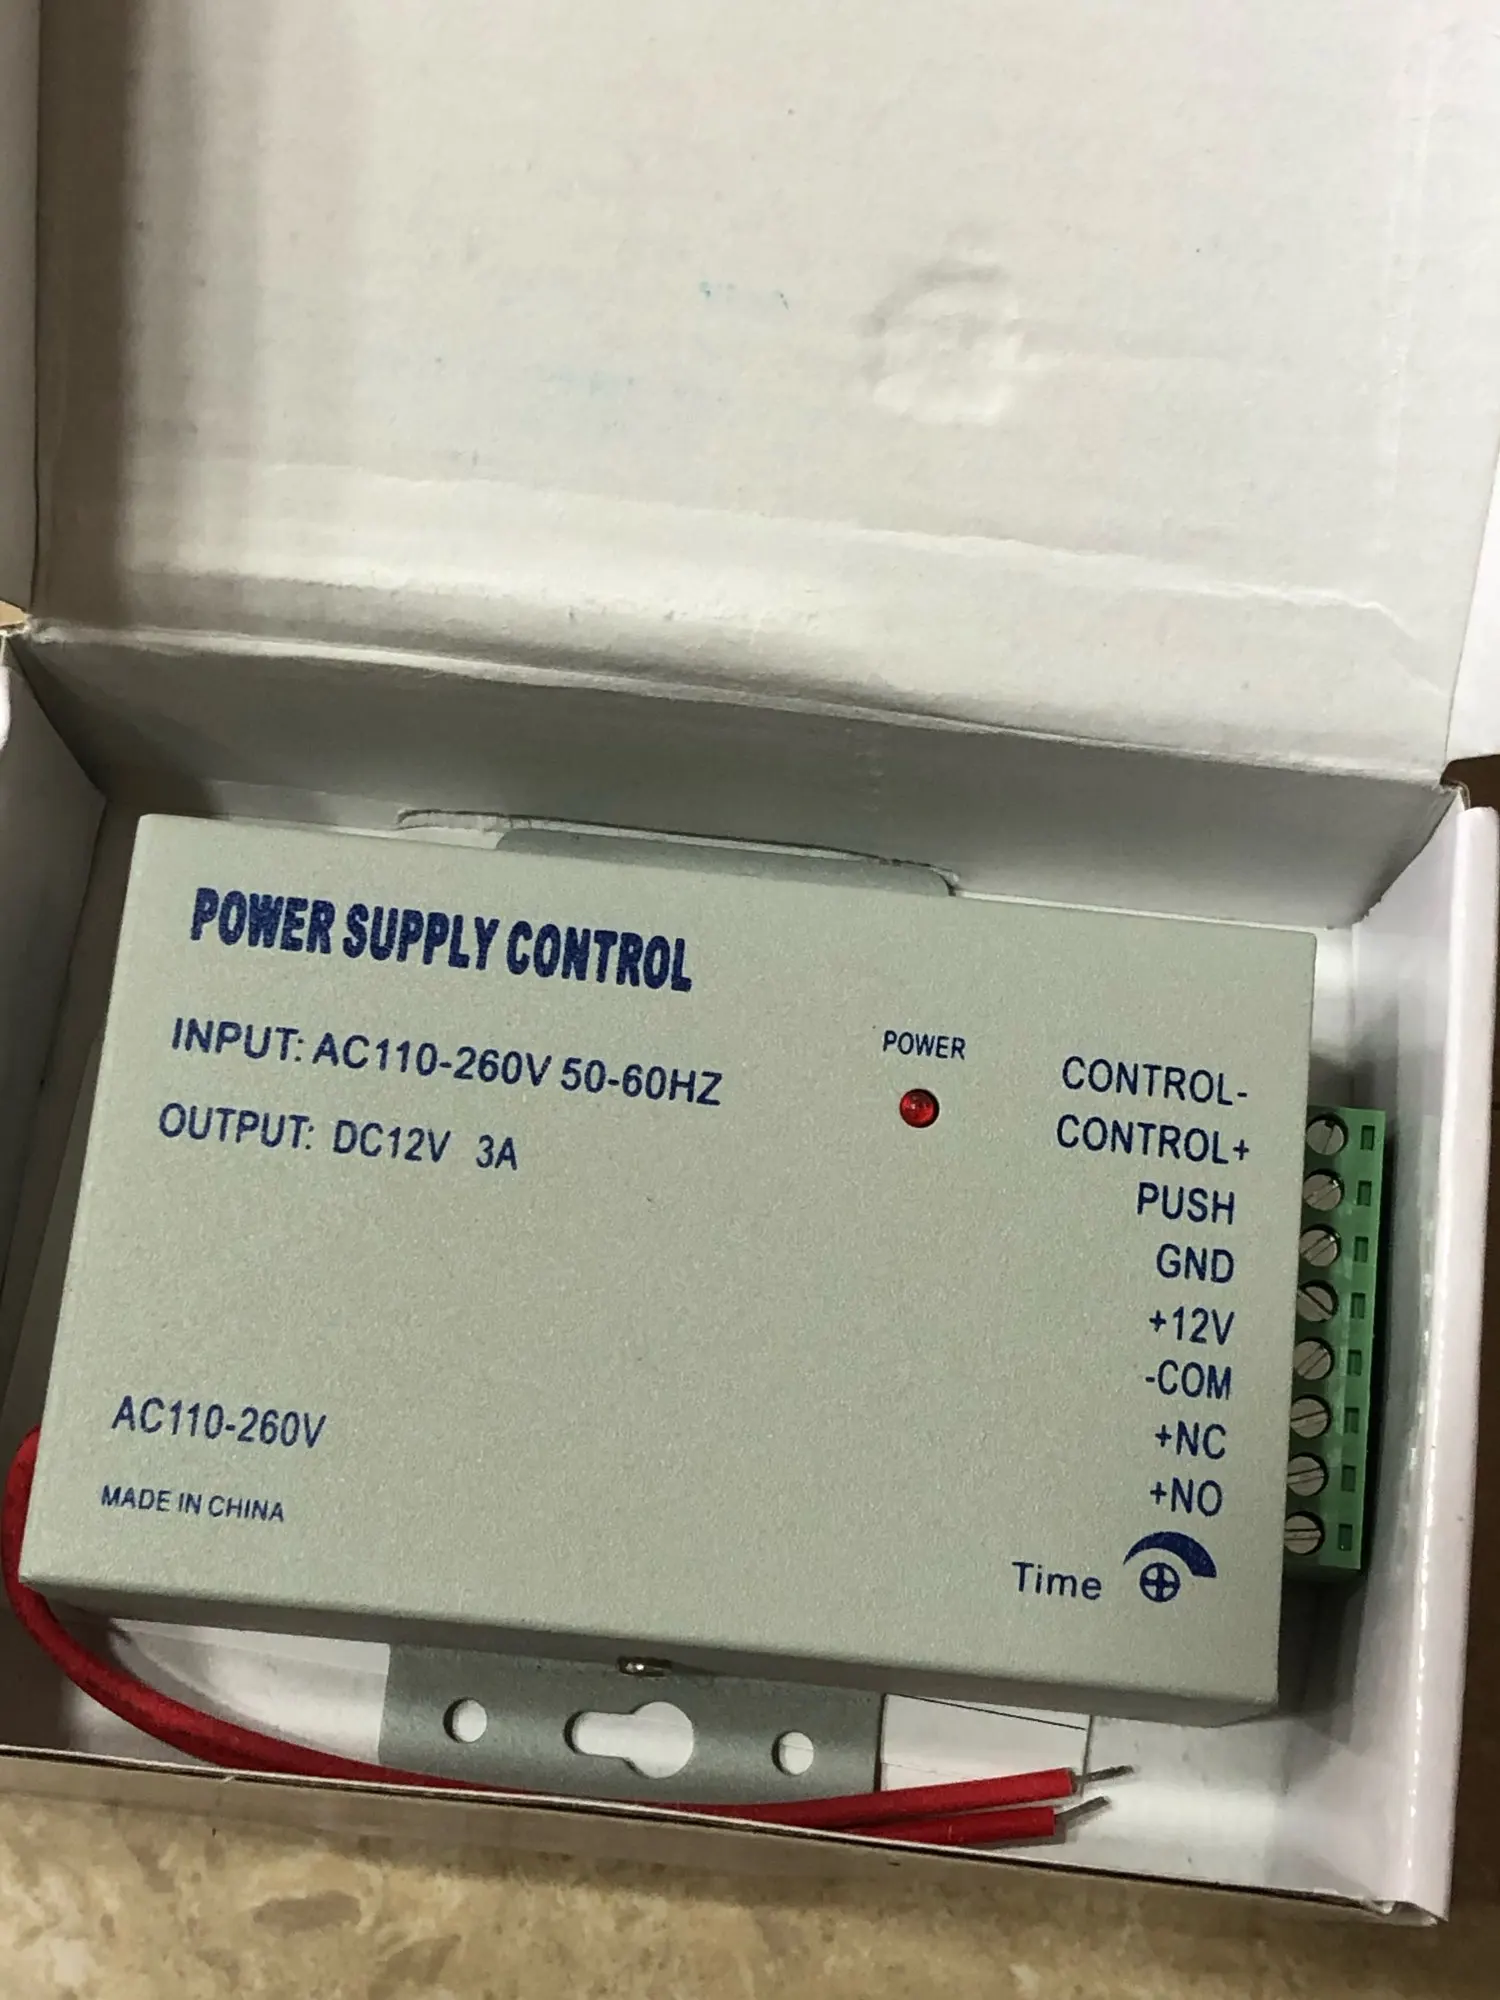 POWER SUPPLY CONTROL
INPUT: AC110-260V 50-60HZ
OUTPUT: DC12V 3A
AC110-260V
MADE IN CHINA
POWER
CONTROL-
CONTROL+
PUSH
GND
+12V
-COM
+NC
+NO
Time